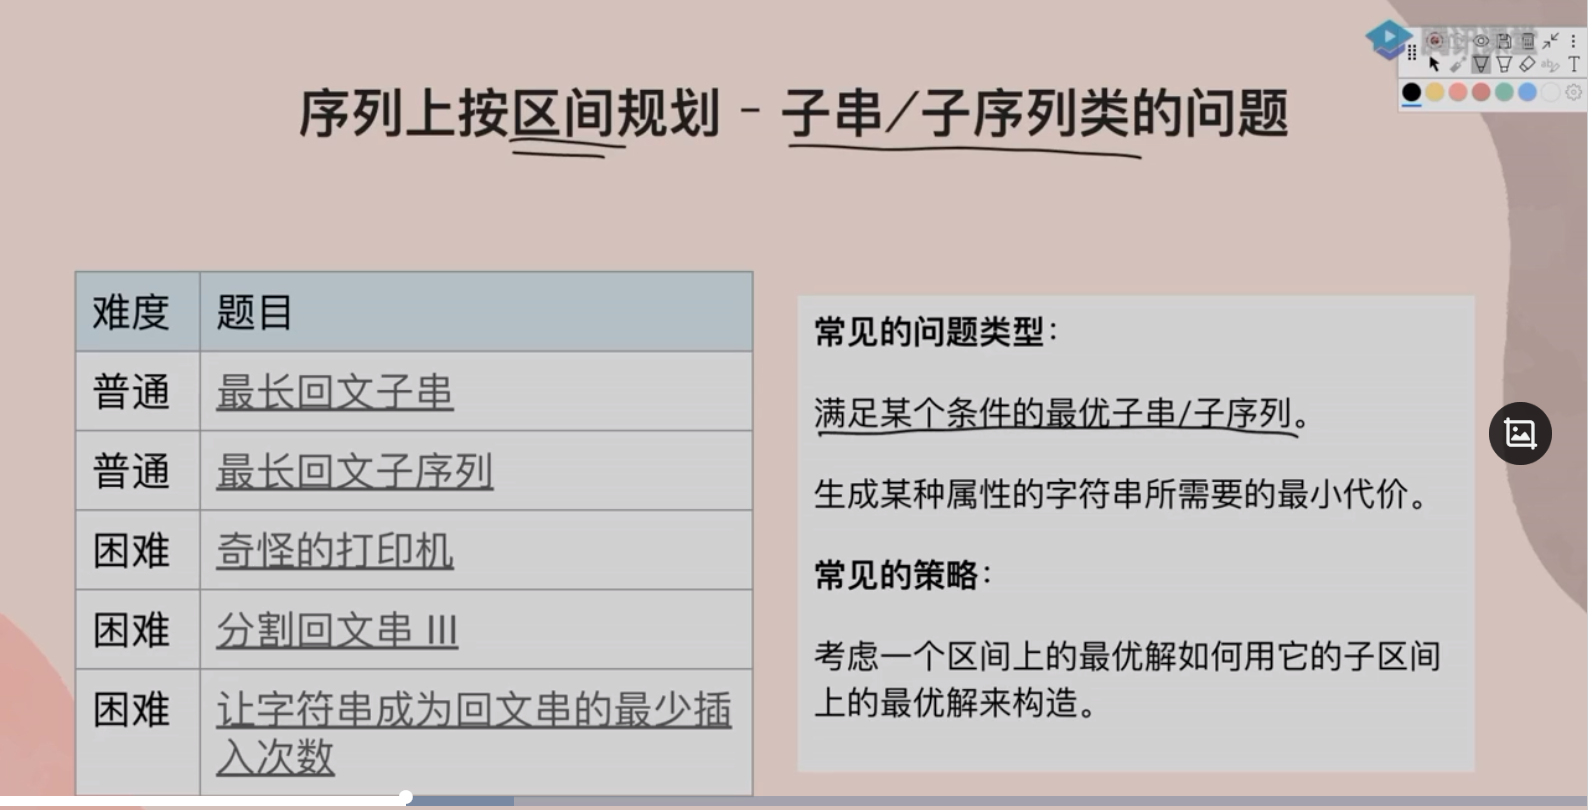 序列上按区间规划 - 子串/子序列类的问题
难度 题目
普通 最长回文子串
普通 最长回文子序列
困难 奇怪的打印机
困难 分割回文串 III
困难 让字符串成为回文串的最少插
入次数
常见的问题类型：
满足某个条件的最优子串/子序列。
生成某种属性的字符串所需要的最小代价。
常见的策略：
考虑一个区间上的最优解如何用它的子区间
上的最优解来构造。